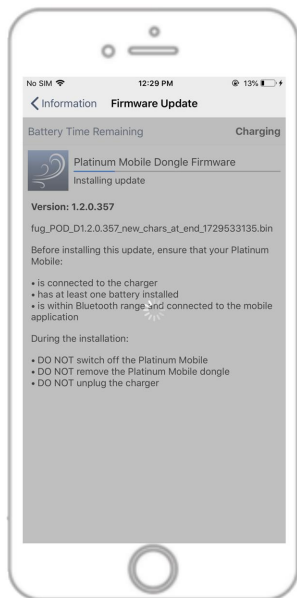 No SIM 12:29 PM 13%
Information Firmware Update
Battery Time Remaining Charging
Platinum Mobile Dongle Firmware
Installing update
Version: 1.2.0.357
fug_POD_D1.2.0.357_new_chars_at_end_1729533135.bin
Before installing this update, ensure that your Platinum
Mobile:
• is connected to the charger
• has at least one battery installed
• is within Bluetooth range and connected to the mobile
application
During the installation:
• DO NOT switch off the Platinum Mobile
• DO NOT remove the Platinum Mobile dongle
• DO NOT unplug the charger